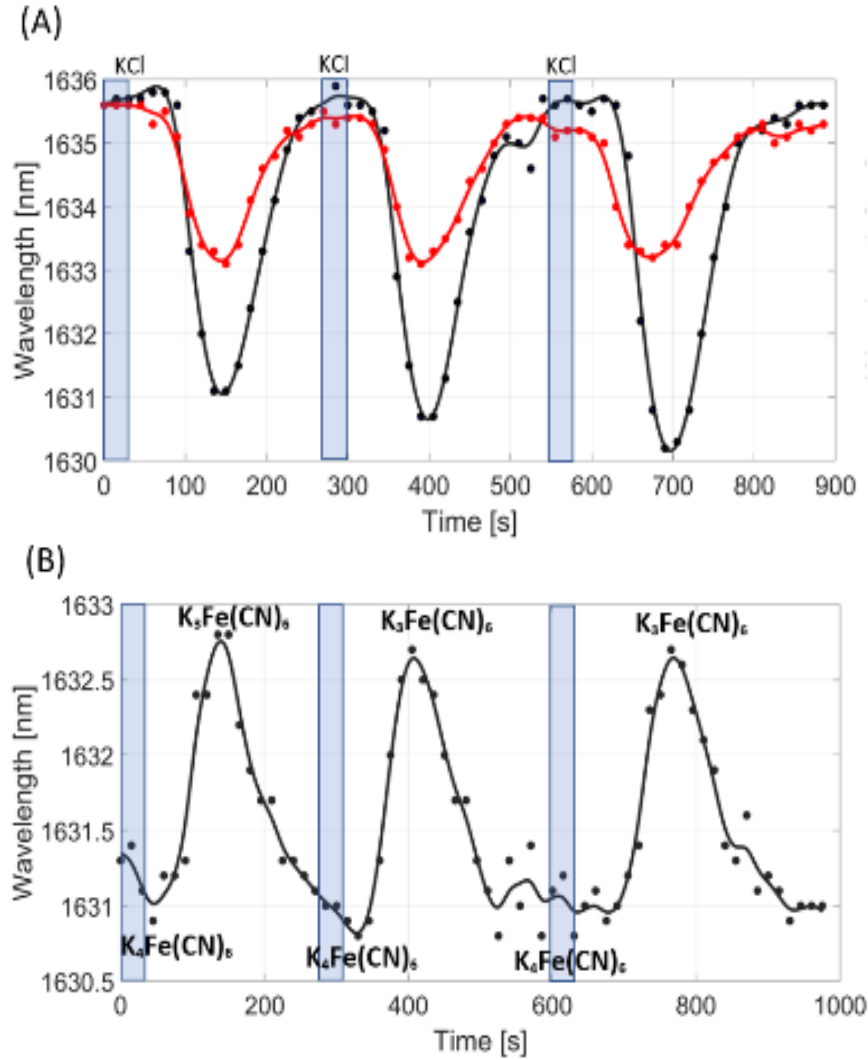 (A)
KCl KCl KCl
1636
1635
1634
1633
1632
1631
1630
Wavelength [nm]
0 100 200 300 400 500 600 700 800 900
Time [s]
(B)
1633
1632.5
1632
1631.5
1631
1630.5
Wavelength [nm]
K₅Fe(CN)₆ K₃Fe(CN)₆ K₃Fe(CN)₆
K₄Fe(CN)₆ K₄Fe(CN)₆ K₄Fe(CN)₆
0 200 400 600 800 1000
Time [s]